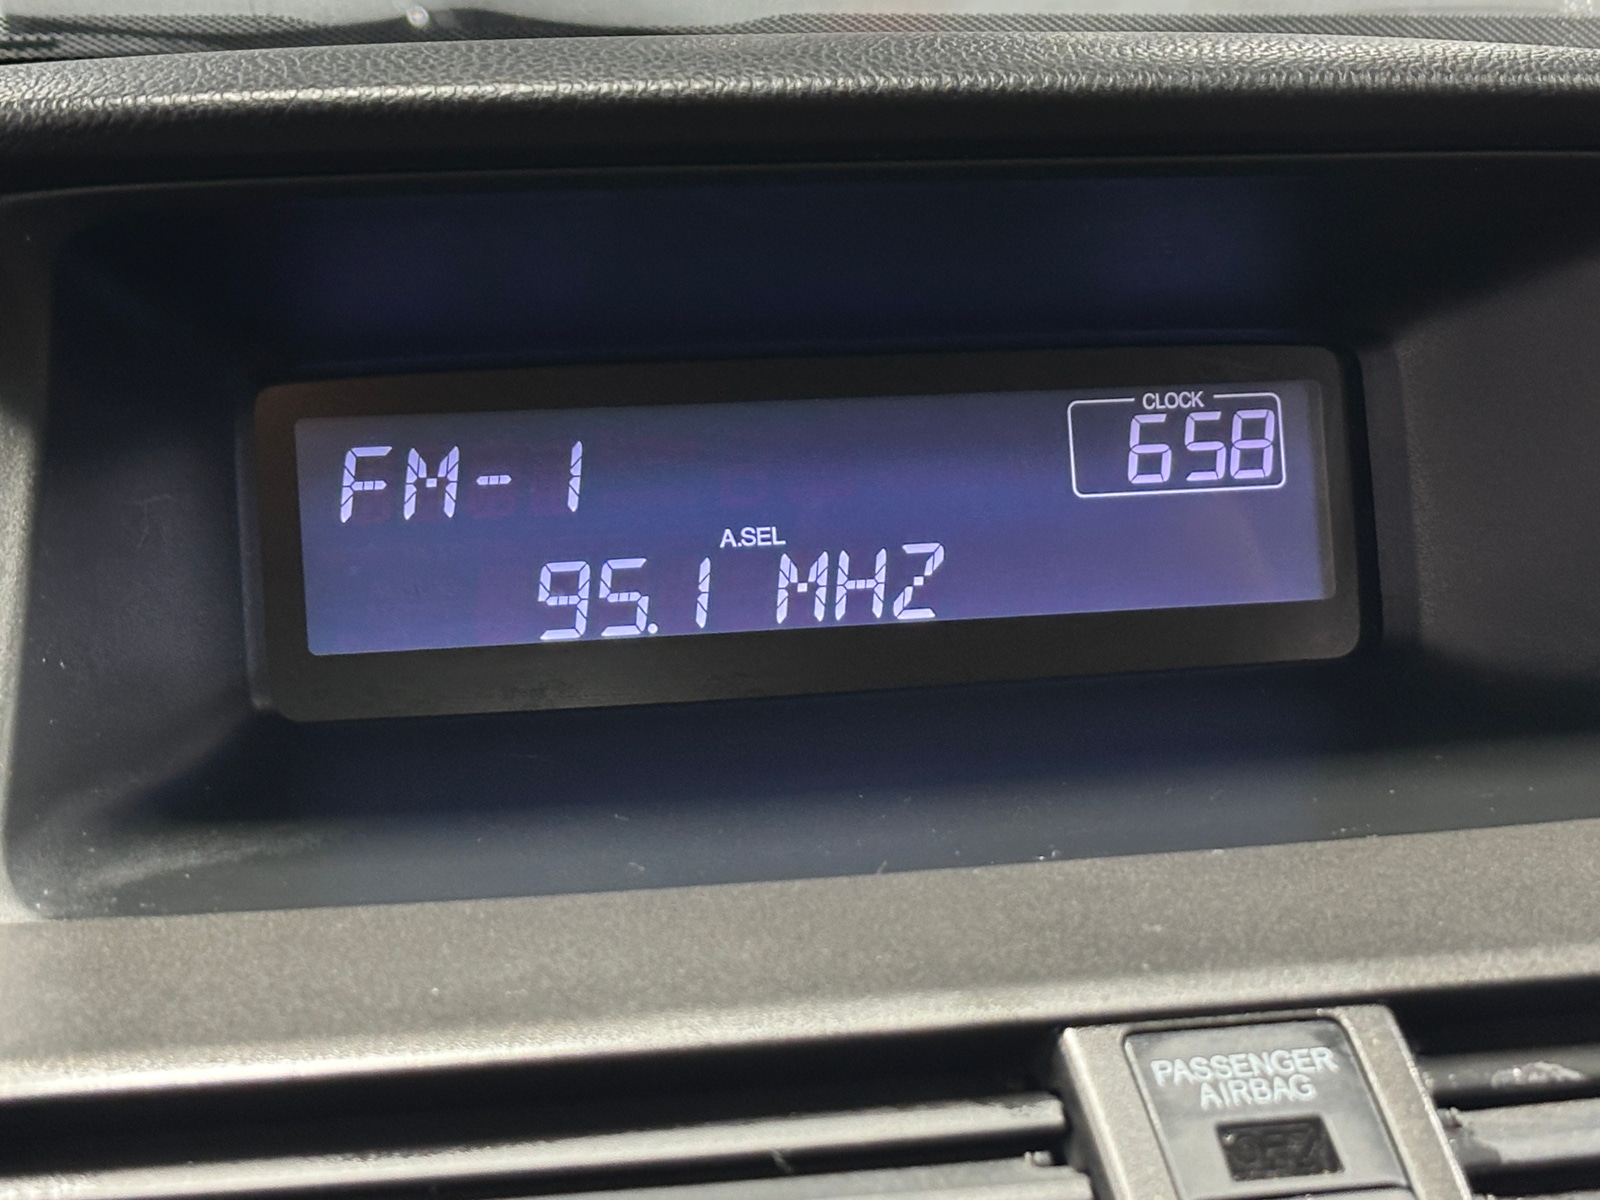 CLOCK
FM-1 658
A.SEL
95.1 MHZ
PASSENGER
AIRBAG
OFF